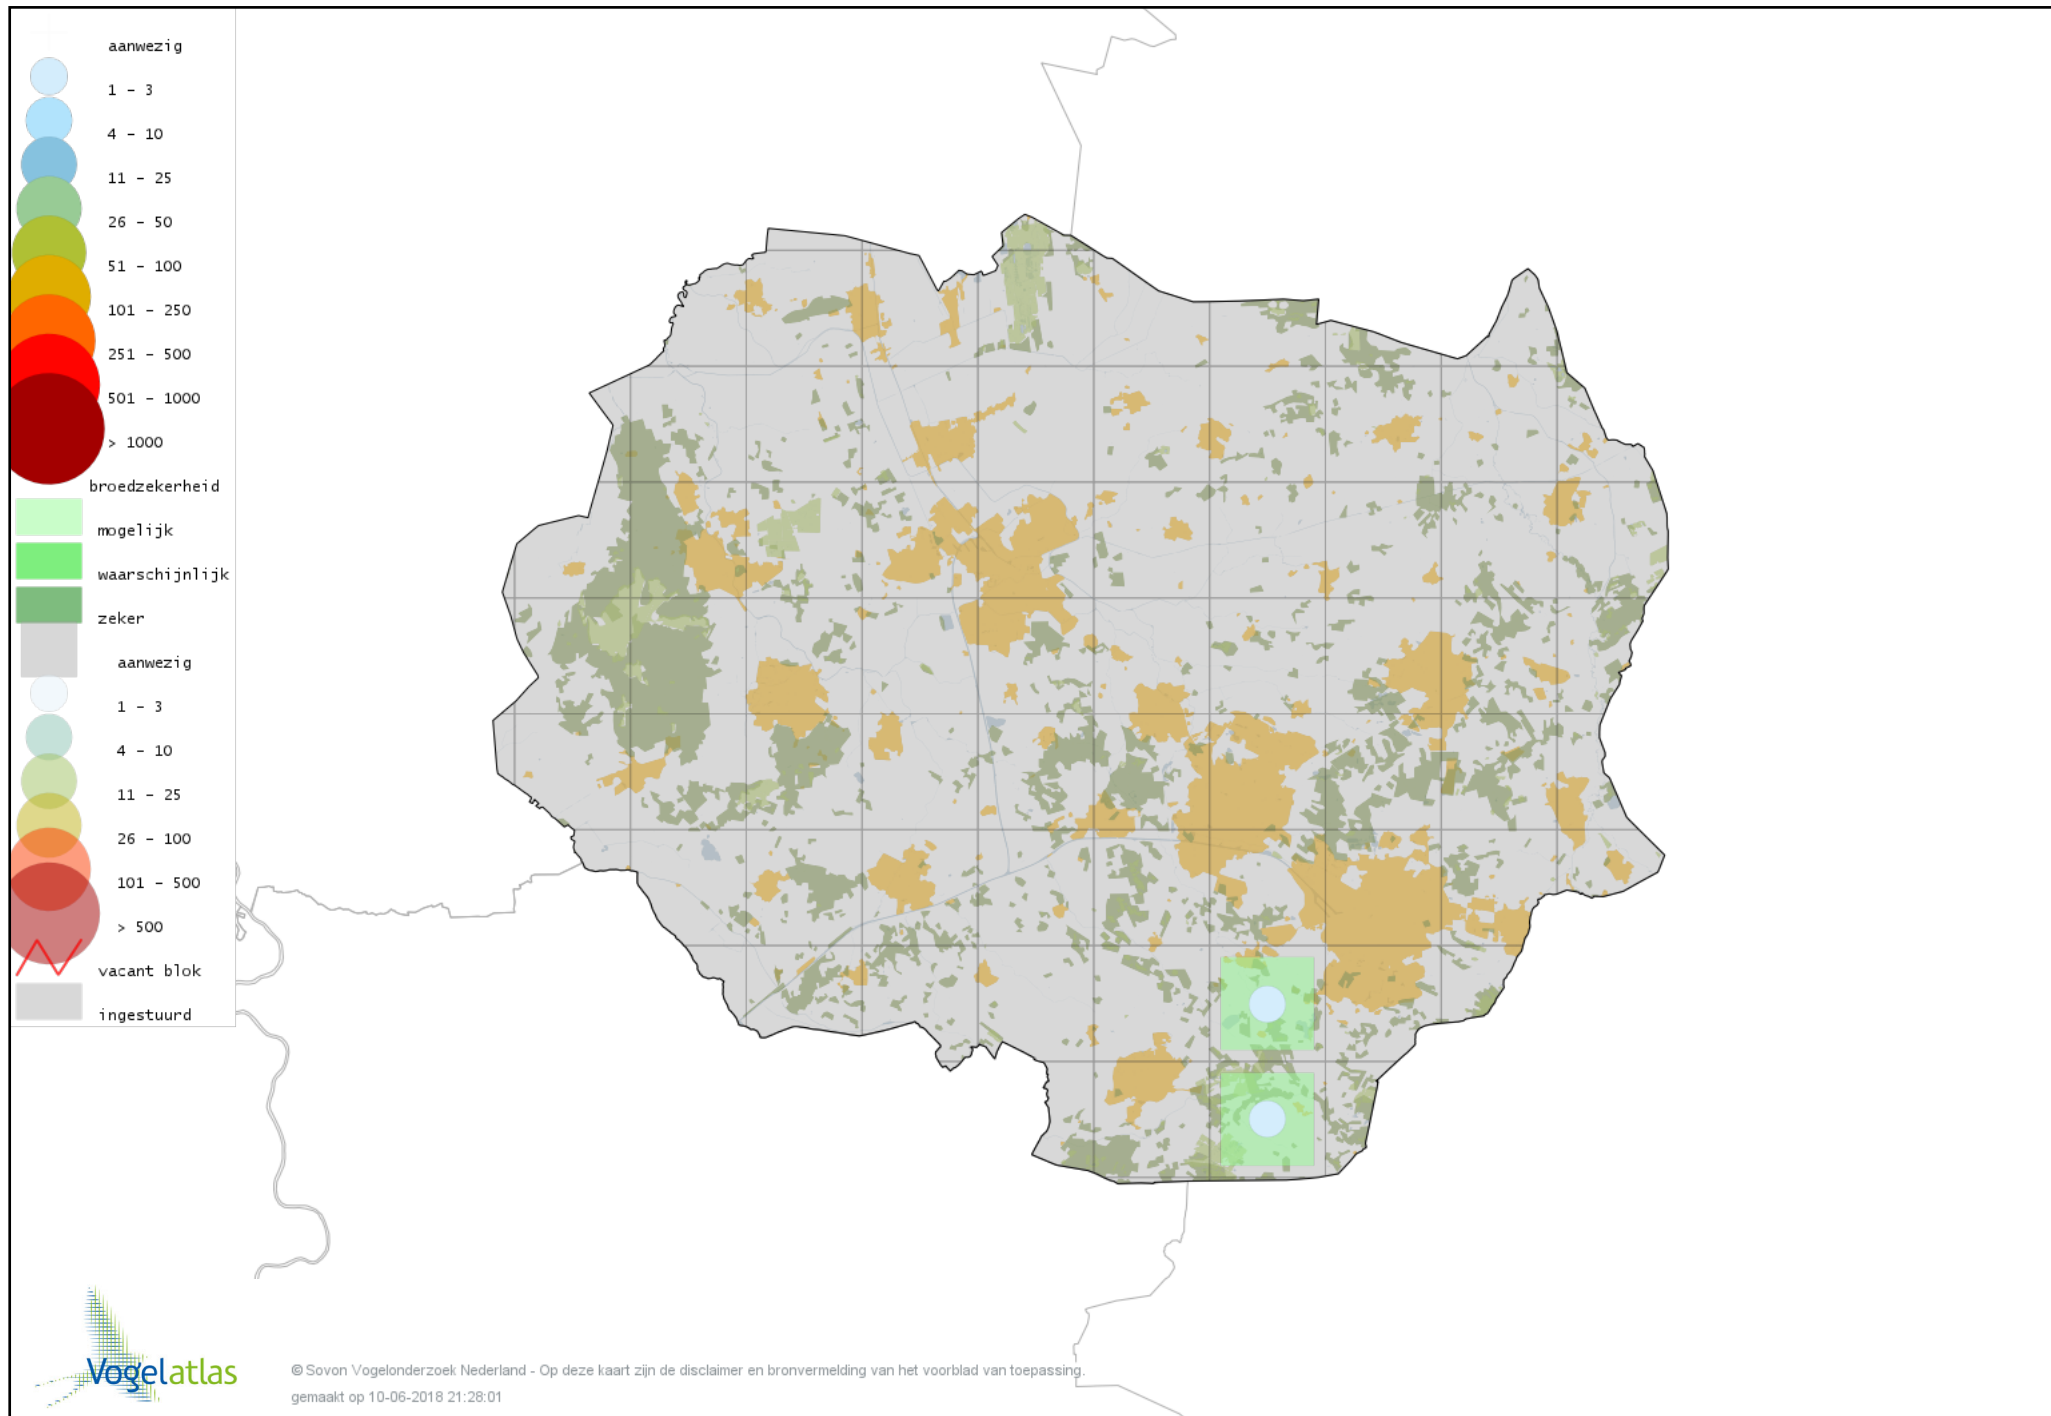 aanwezig
1 - 3
4 - 10
11 - 25
26 - 50
51 - 100
101 - 250
251 - 500
501 - 1000
> 1000
broedzekerheid
mogelijk
waarschijnlijk
zeker
aanwezig
1 - 3
4 - 10
11 - 25
26 - 100
101 - 500
> 500
vacant blok
ingestuurd
Vogelatlas
© Sovon Vogelonderzoek Nederland - Op deze kaart zijn de disclaimer en bronvermelding van het voorblad van toepassing.
gemaakt op 10-06-2018 21:28:01